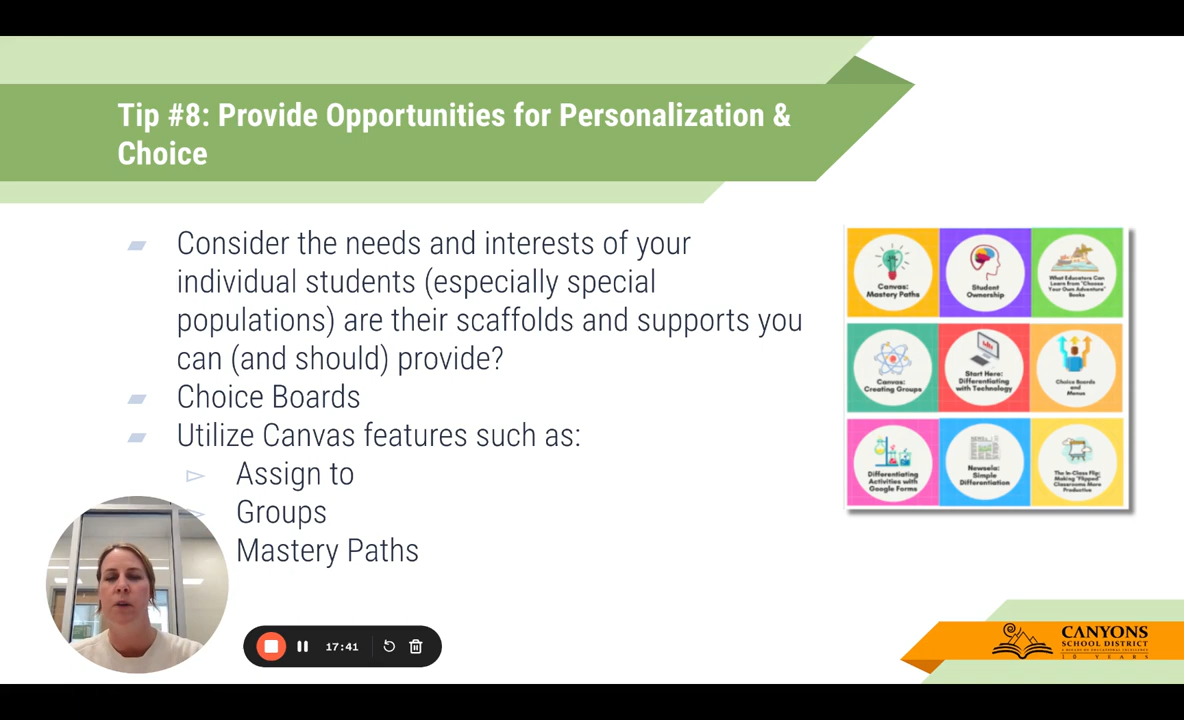 Tip #8: Provide Opportunities for Personalization &
Choice
Consider the needs and interests of your
individual students (especially special
populations) are their scaffolds and supports you
can (and should) provide?
Choice Boards
Utilize Canvas features such as:
Assign to
Groups
Mastery Paths
Canvas:
Mastery Paths
Student
Ownership
What Educators Can
Learn From "Choose
Your Own Adventure"
Books
Canvas:
Creating Groups
Start Here:
Differentiating
with Technology
Choice Boards
and
Menus
Differentiating
Activities with
Google Forms
Newsela:
Simple
Differentiation
The In-Class Flip:
Making "Flipped"
Classrooms More
Productive
17:41
CANYONS
SCHOOL DISTRICT
10 YEARS